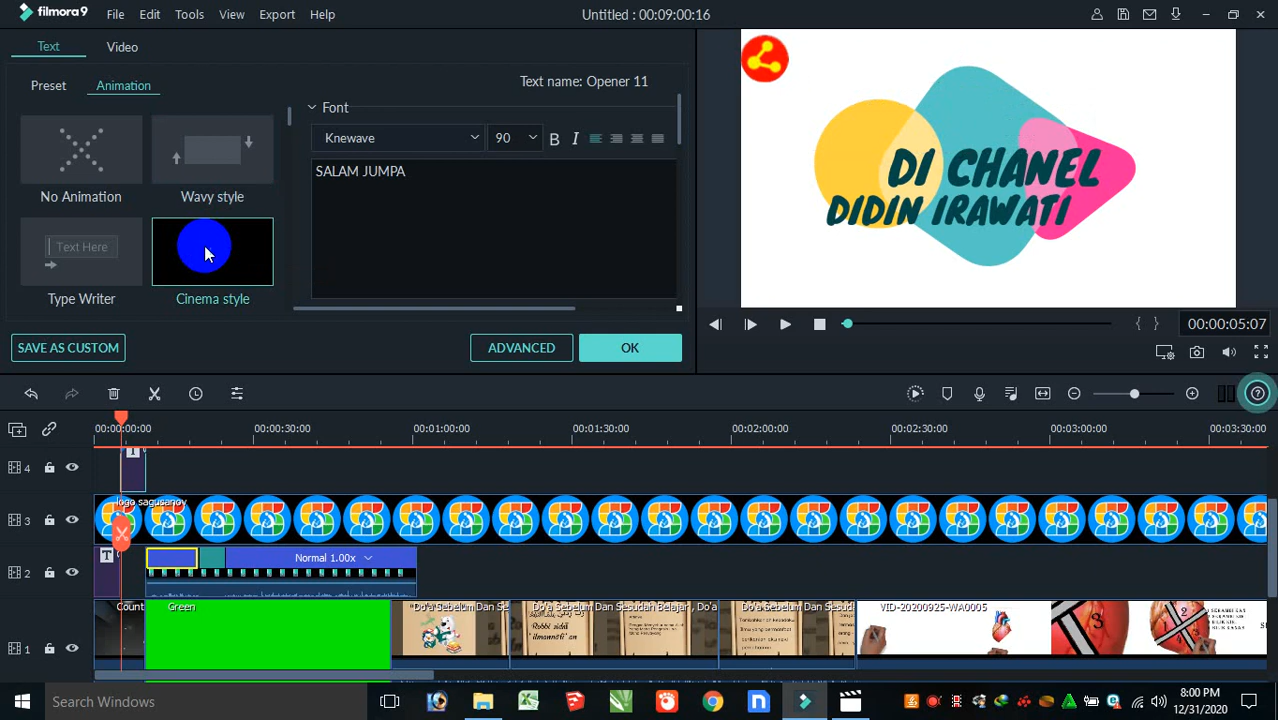 filmora9 File Edit Tools View Export Help Untitled : 00:09:00:16
Text Video
Preset Animation Text name: Opener 11
Font
Knewave 90 B I
SALAM JUMPA
No Animation Wavy style
Text Here
Type Writer Cinema style
SAVE AS CUSTOM ADVANCED OK
DI CHANEL
DIDIN IRAWATI
{ } 00:00:05:07
00:00:00:00 00:00:30:00 00:01:00:00 00:01:30:00 00:02:00:00 00:02:30:00 00:03:00:00 00:03:30:00
4 T
3 logo sagusanov
2 T Normal 1.00x
1 Count Green "Do'a Sebelum Dan Se Do'a Sebelum Dan Sesudah Belajar , Do'a Do'a Sebelum Dan Sesud VID-20200925-WA0005
Search Windows
8:00 PM
12/31/2020